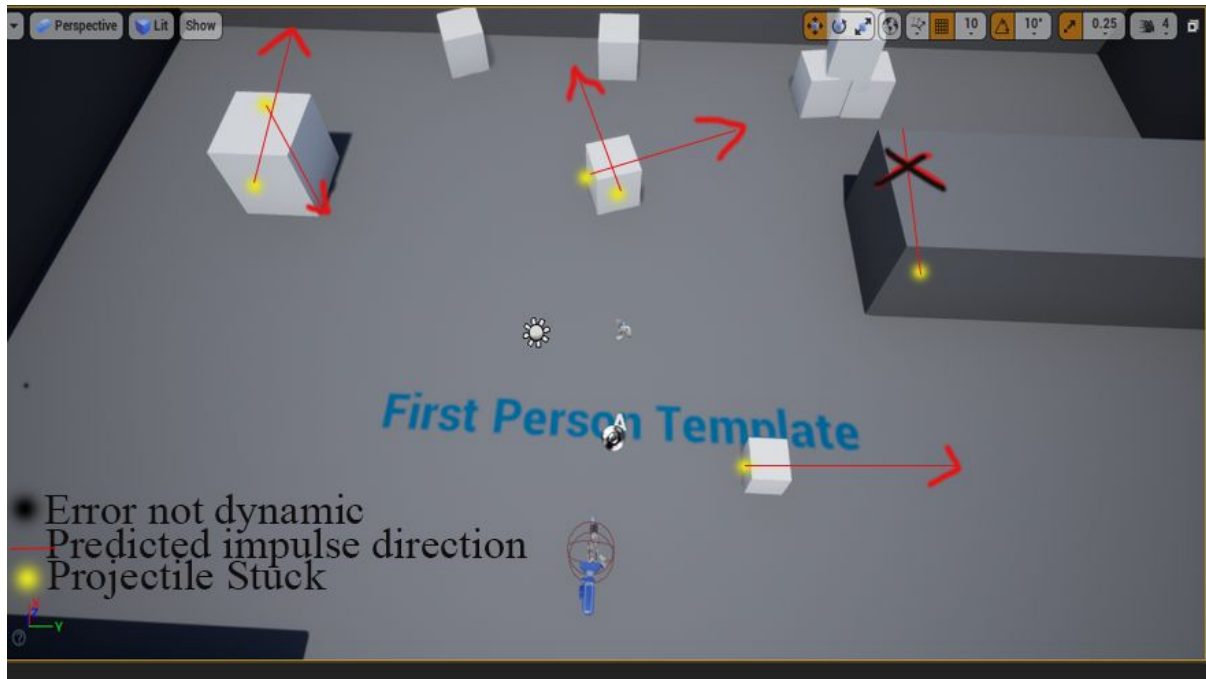 Perspective Lit Show 10 10° 0.25 4
First Person Template
A
Error not dynamic
Predicted impulse direction
Projectile Stuck
X
Z
Y
?